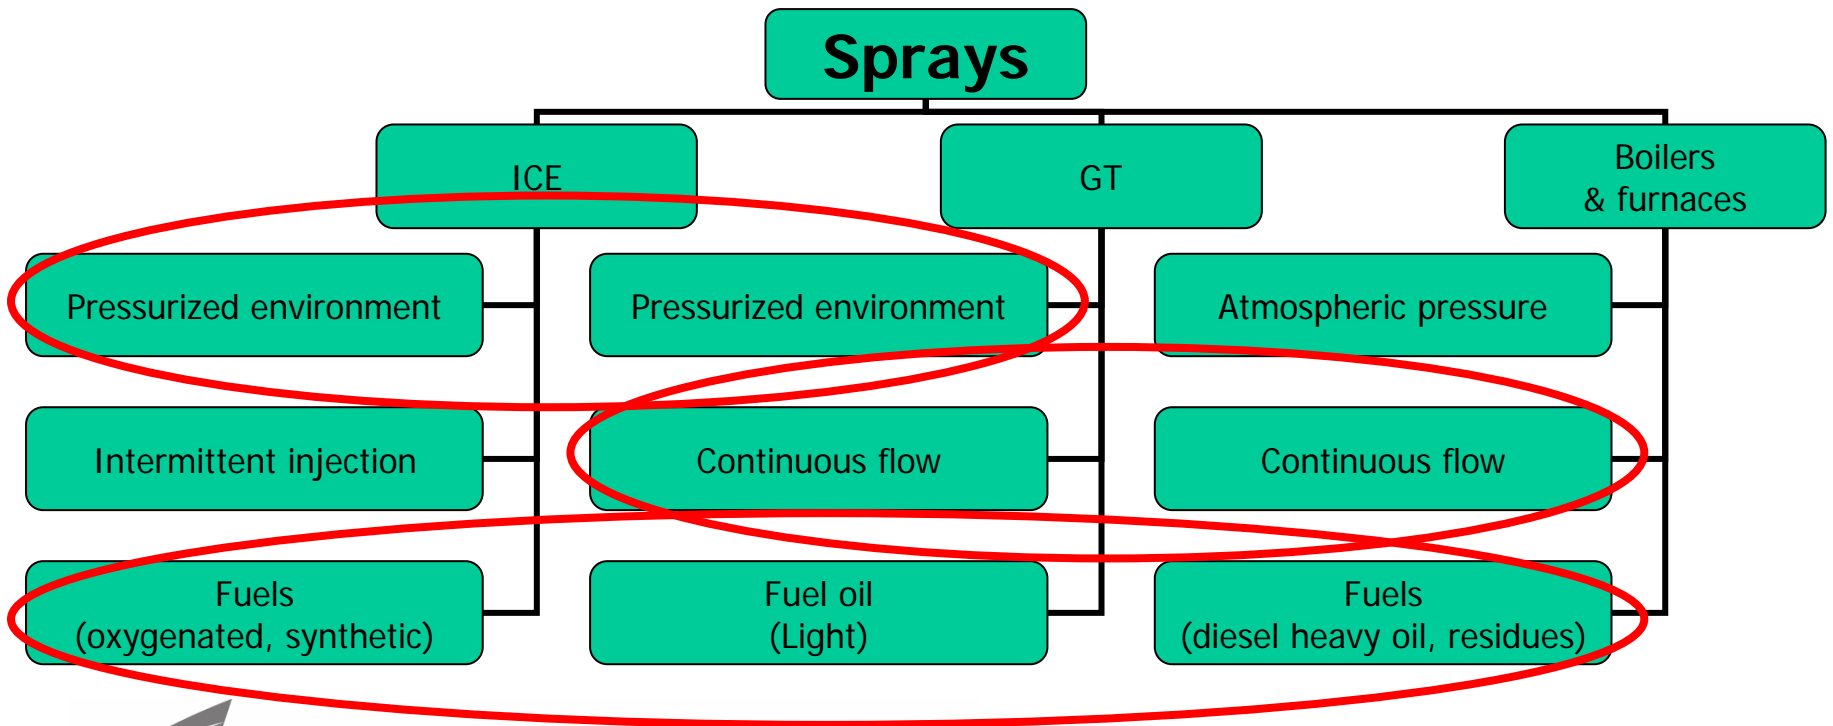 Sprays
ICE
GT
Boilers
& furnaces
Pressurized environment
Pressurized environment
Atmospheric pressure
Intermittent injection
Continuous flow
Continuous flow
Fuels
(oxygenated, synthetic)
Fuel oil
(Light)
Fuels
(diesel heavy oil, residues)